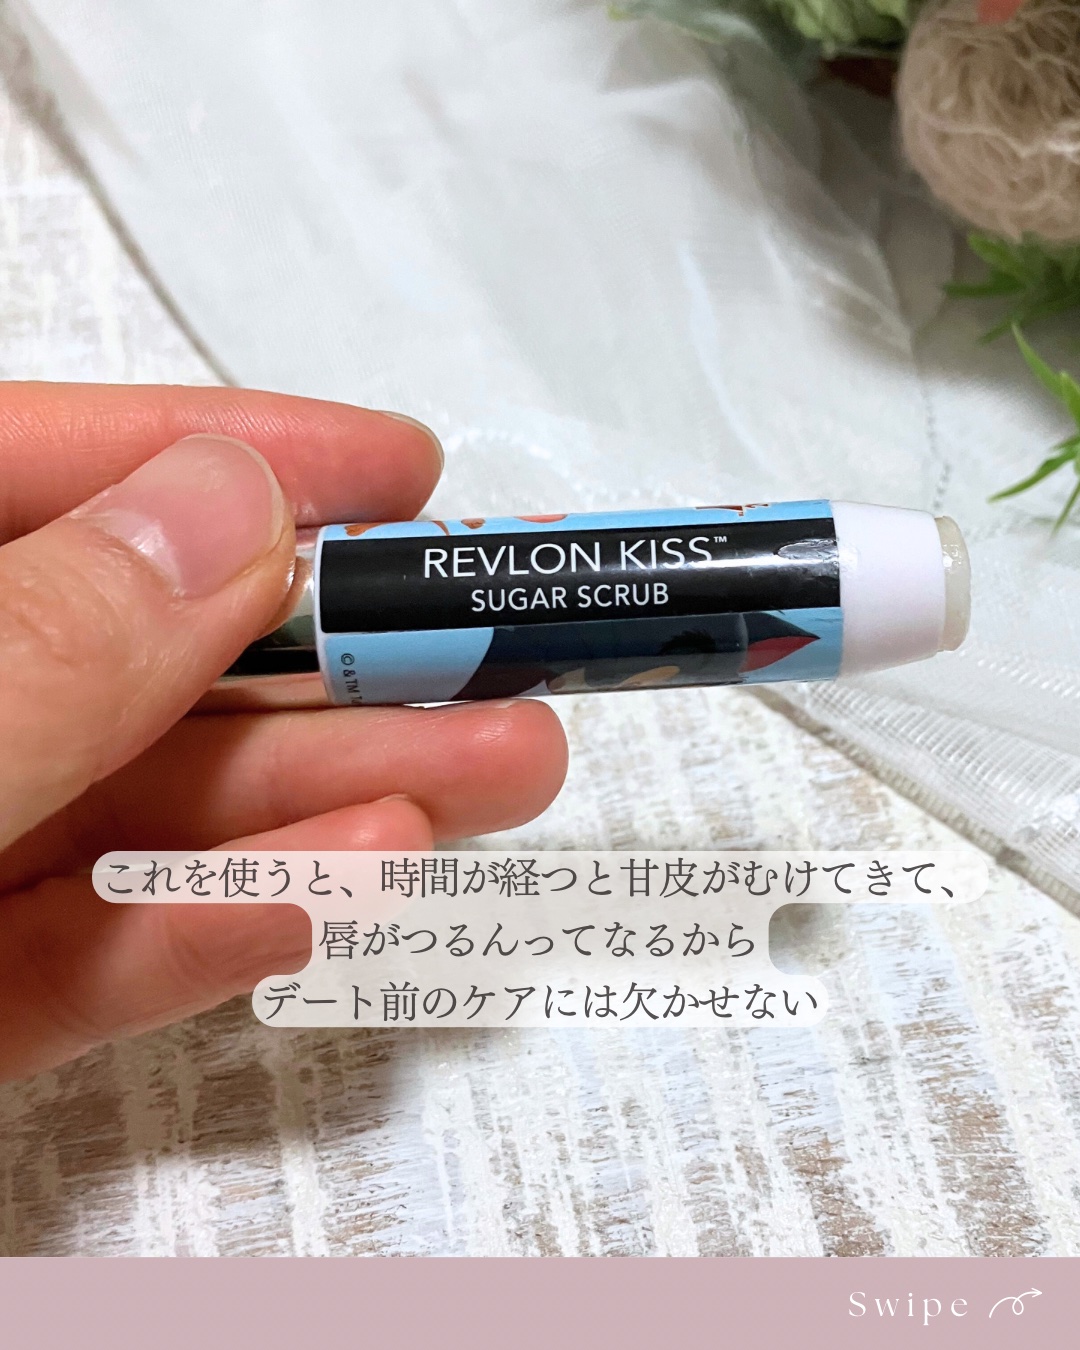 REVLON KISS™
SUGAR SCRUB
© & TM
これを使うと、時間が経つと甘皮がむけてきて、
唇がつるんってなるから
デート前のケアには欠かせない
Swipe